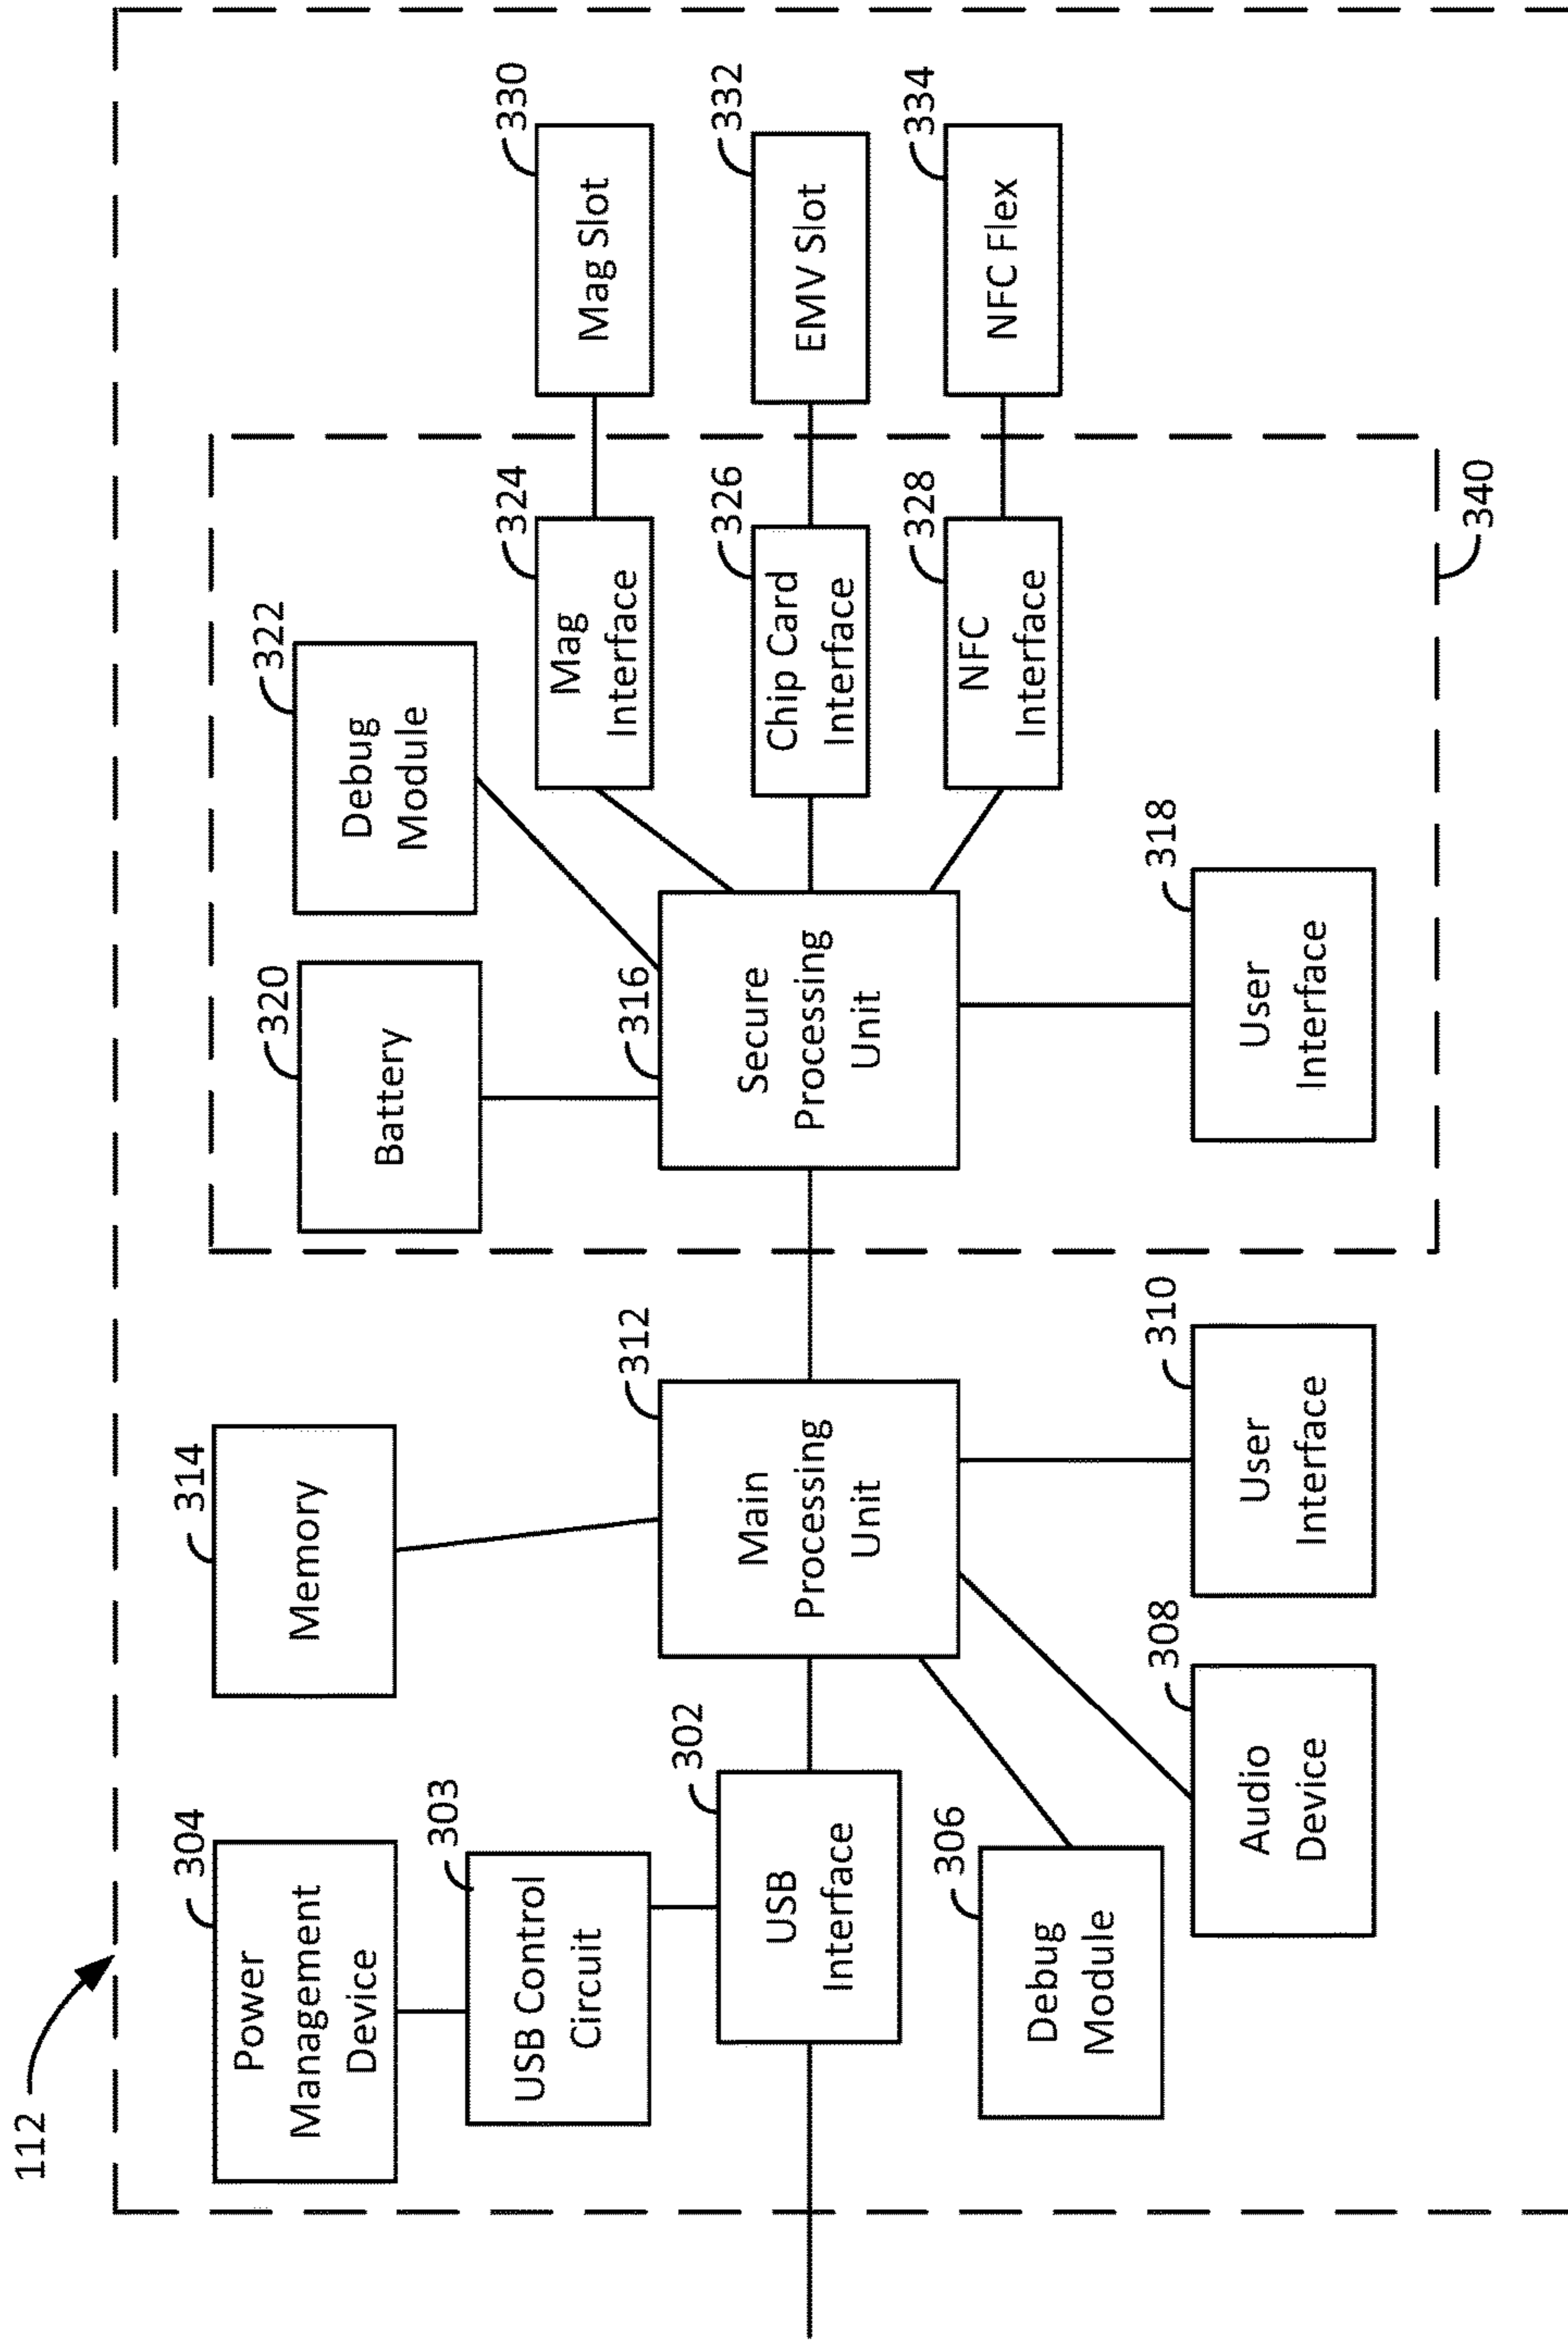 112
304
Power
Management
Device
303
USB Control
Circuit
302
USB
Interface
306
Debug
Module
308
Audio
Device
314
Memory
312
Main
Processing
Unit
310
User
Interface
320
Battery
322
Debug
Module
316
Secure
Processing
Unit
318
User
Interface
324
Mag
Interface
326
Chip Card
Interface
328
NFC
Interface
340
330
Mag Slot
332
EMV Slot
334
NFC Flex